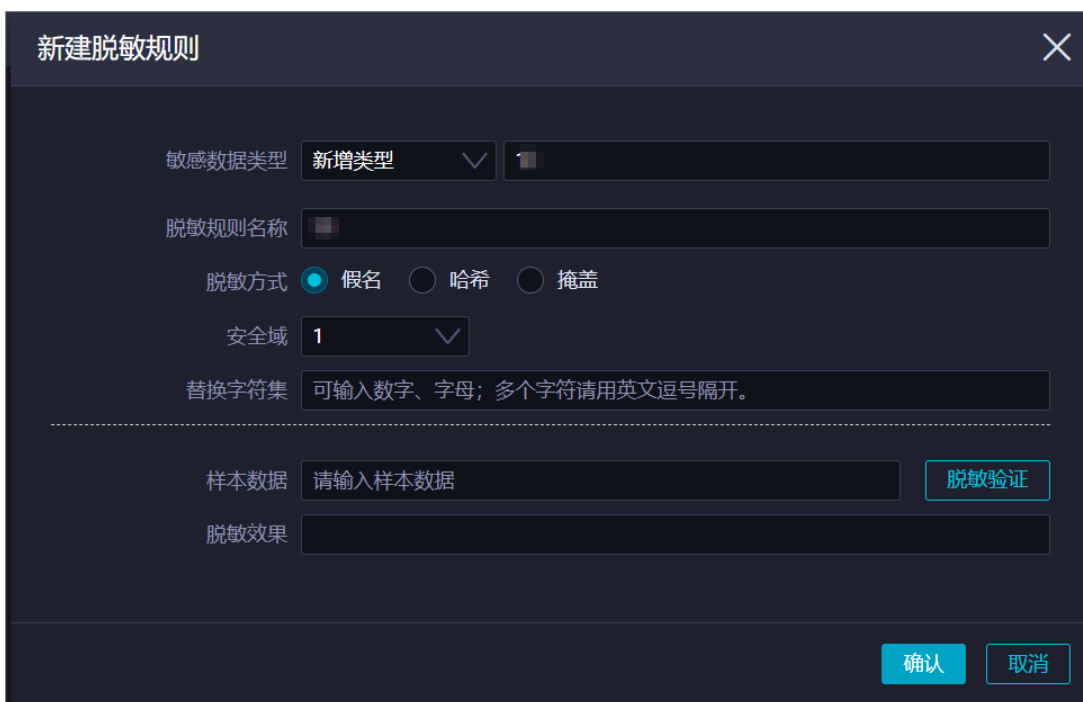 新建脱敏规则
敏感数据类型 新增类型
脱敏规则名称
脱敏方式 假名 哈希 掩盖
安全域 1
替换字符集 可输入数字、字母；多个字符请用英文逗号隔开。
样本数据 请输入样本数据 脱敏验证
脱敏效果
确认 取消